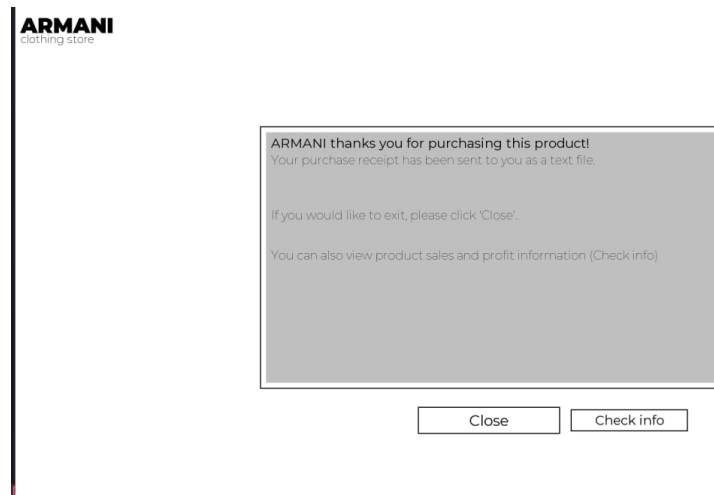 ARMANI
clothing store
ARMANI thanks you for purchasing this product!
Your purchase receipt has been sent to you as a text file.
If you would like to exit, please click 'Close'.
You can also view product sales and profit information (Check info)
Close
Check info